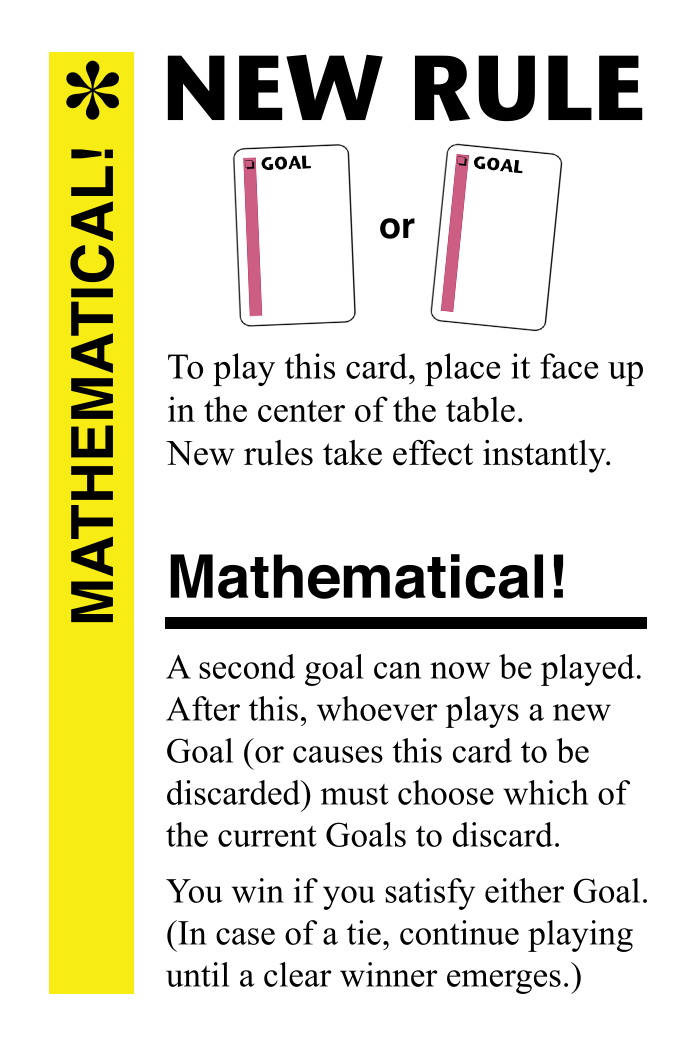 MATHEMATICAL! *
NEW RULE
GOAL
or
GOAL
To play this card, place it face up
in the center of the table.
New rules take effect instantly.
Mathematical!
A second goal can now be played.
After this, whoever plays a new
Goal (or causes this card to be
discarded) must choose which of
the current Goals to discard.
You win if you satisfy either Goal.
(In case of a tie, continue playing
until a clear winner emerges.)